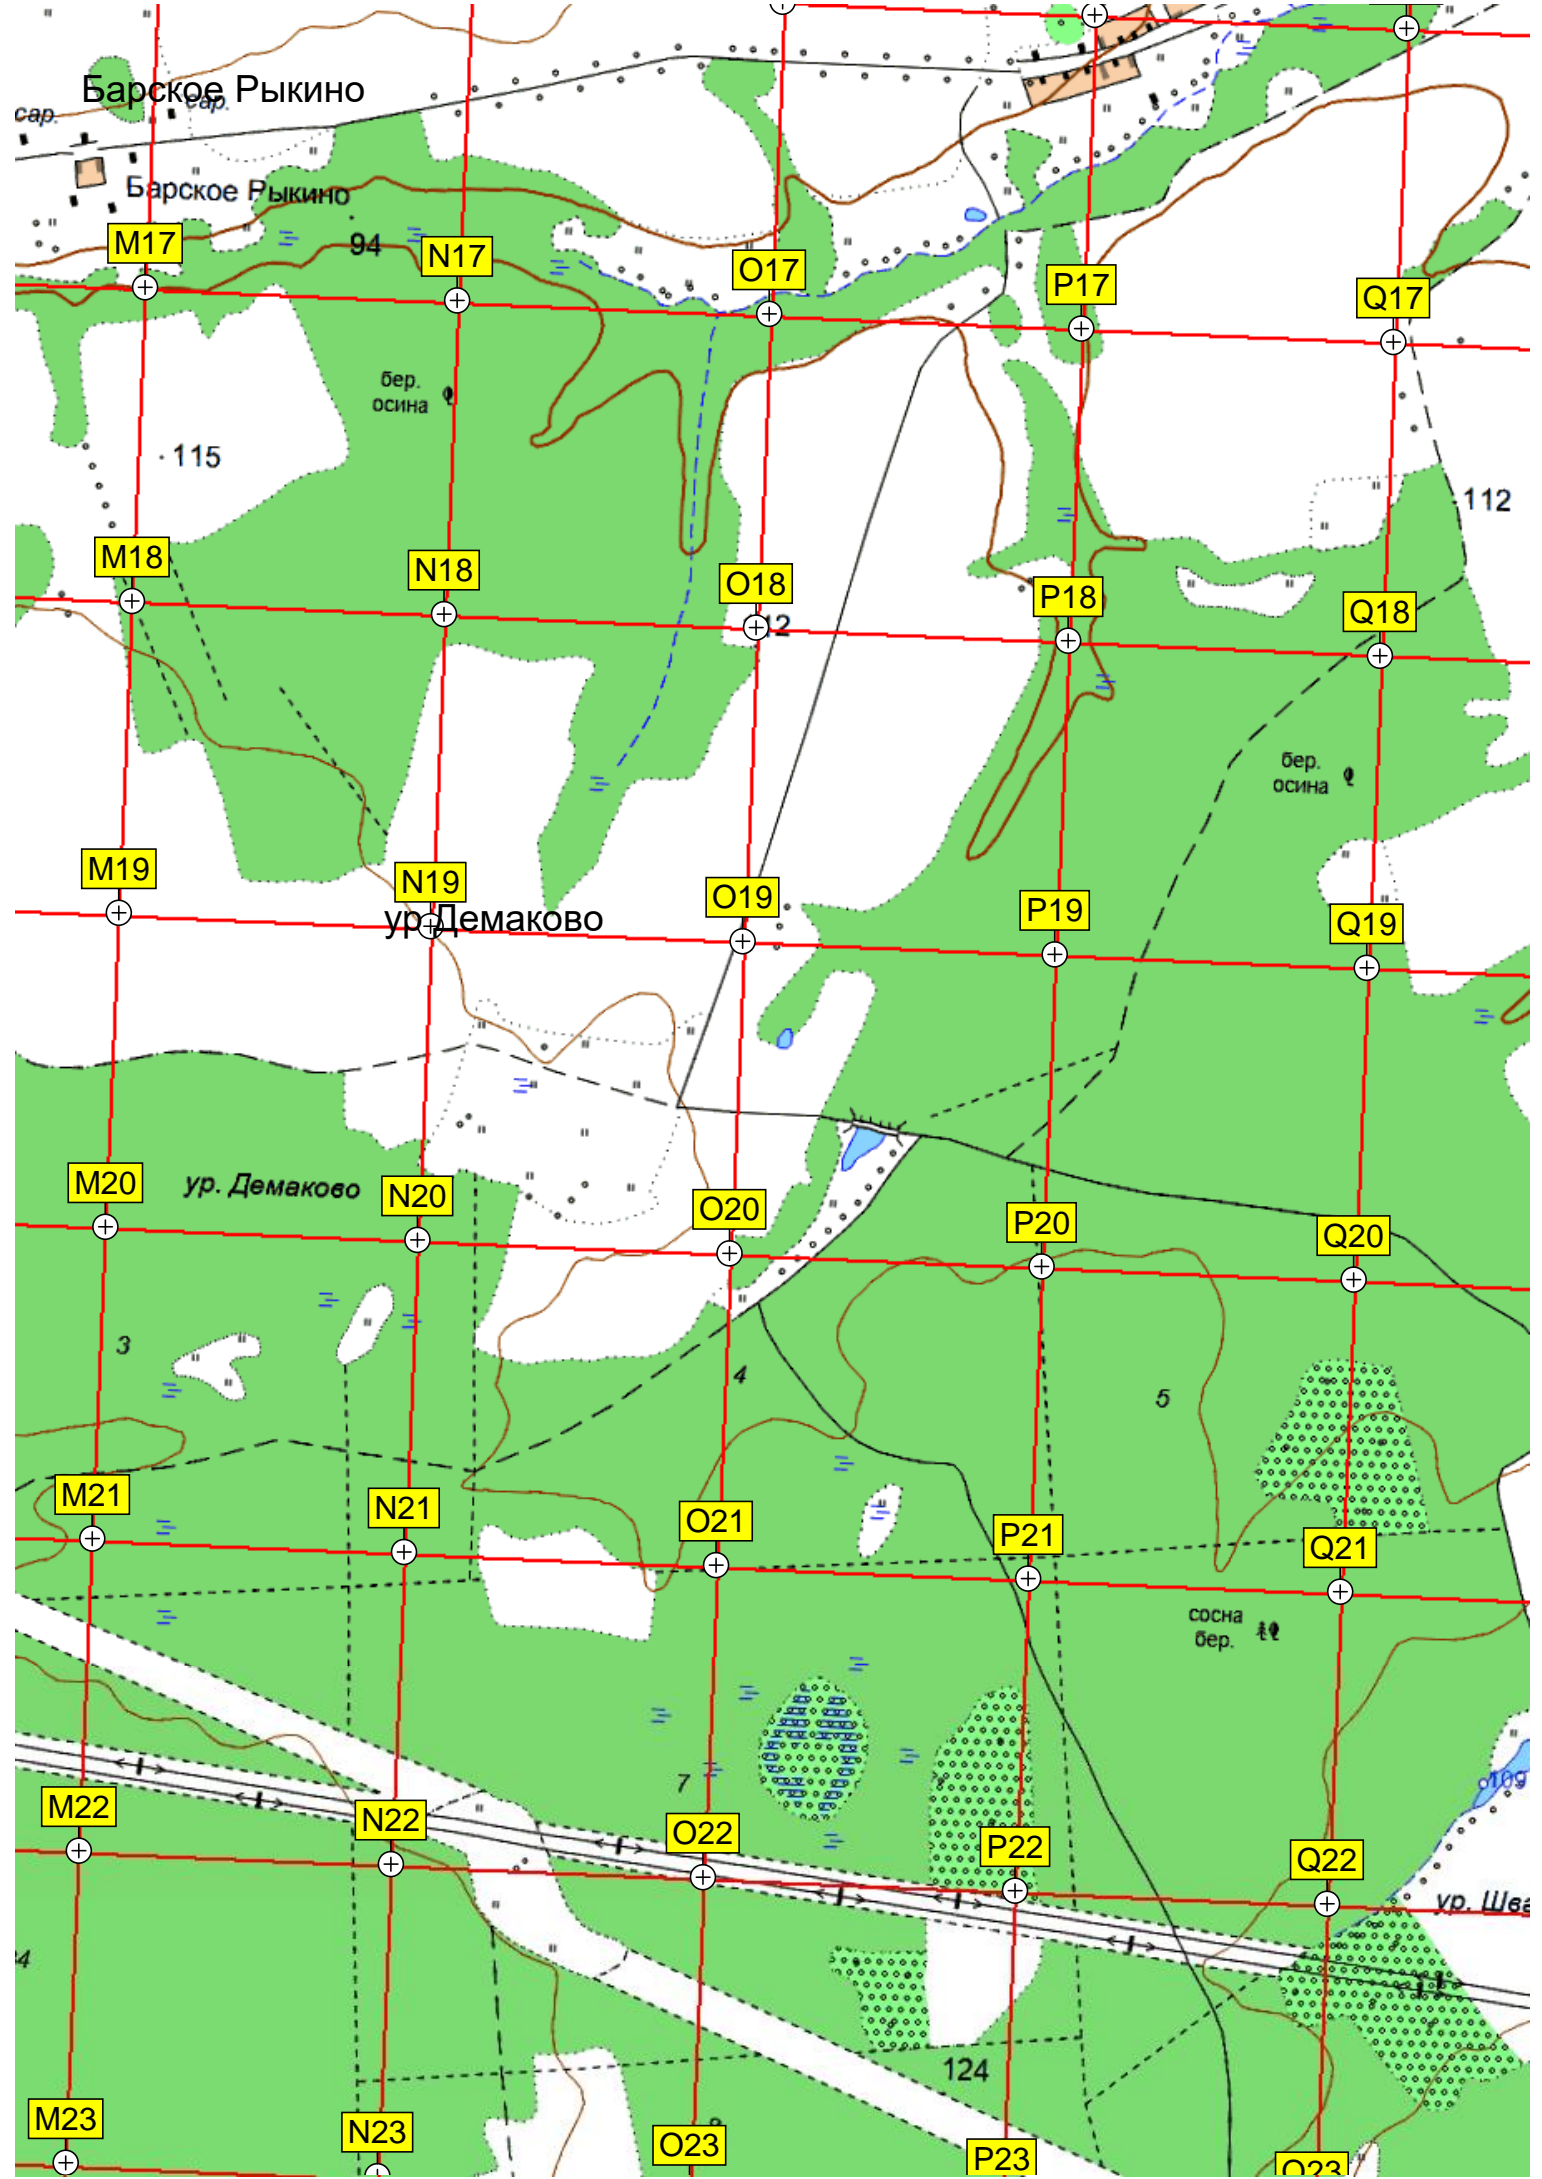 Барское Рыкино
сар.
сар.
Барское Рыкино
M17
94
N17
O17
P17
Q17
бер.
осина
115
112
M18
N18
O18
P18
Q18
бер.
осина
M19
N19
O19
P19
Q19
ур Демаково
M20
ур. Демаково
N20
O20
P20
Q20
3
4
5
M21
N21
O21
P21
Q21
сосна
бер.
7
109
M22
N22
O22
P22
Q22
ур. Шва
124
M23
N23
O23
P23
Q23